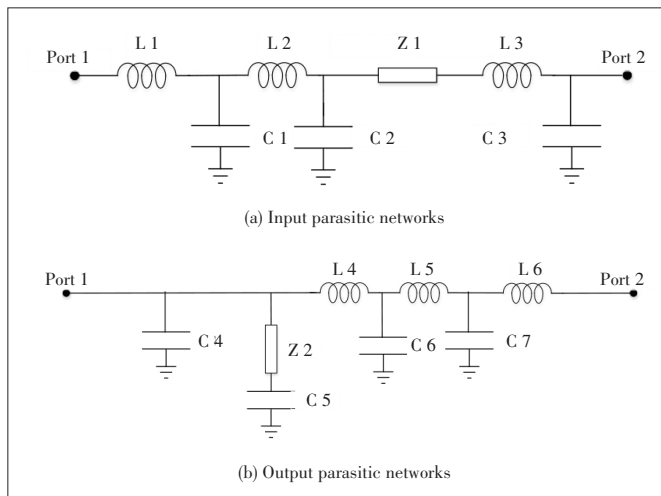 Port 1
L 1
L 2
Z 1
L 3
Port 2
C 1
C 2
C 3
(a) Input parasitic networks
Port 1
L 4
L 5
L 6
Port 2
C 4
Z 2
C 6
C 7
C 5
(b) Output parasitic networks